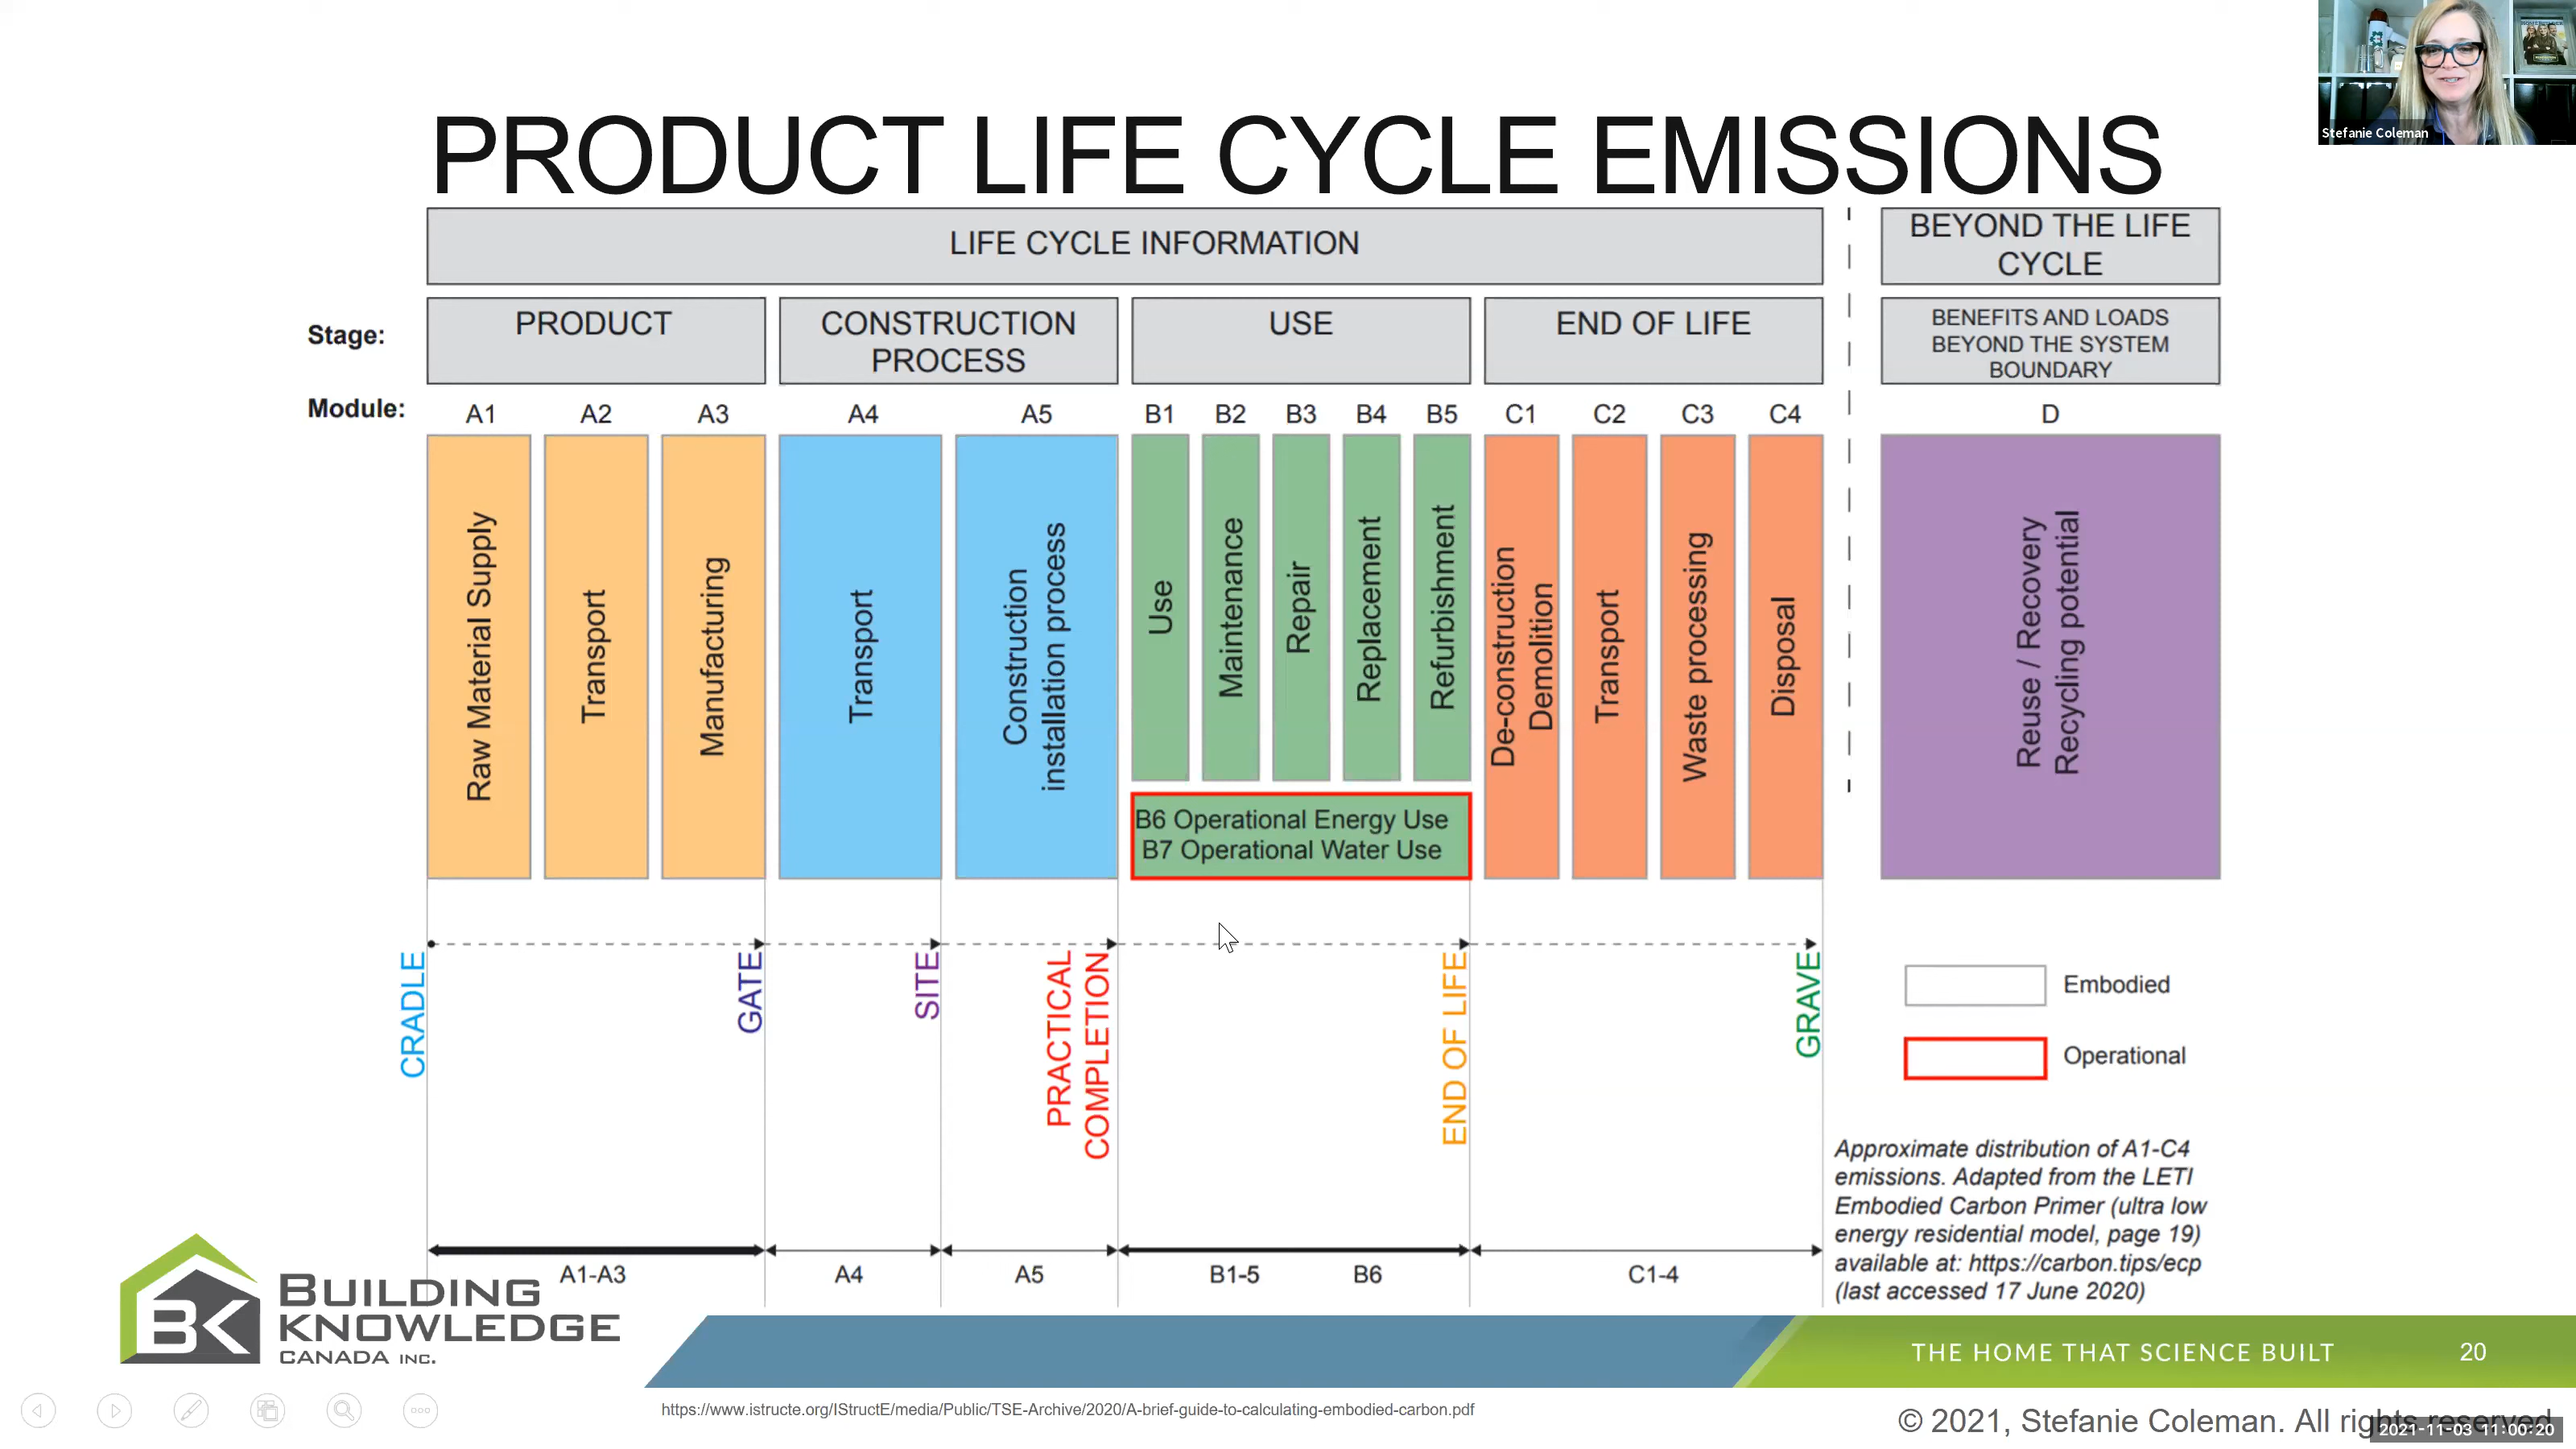 Stefanie Coleman
PRODUCT LIFE CYCLE EMISSIONS
LIFE CYCLE INFORMATION
BEYOND THE LIFE
CYCLE
Stage:
PRODUCT
CONSTRUCTION
PROCESS
USE
END OF LIFE
BENEFITS AND LOADS
BEYOND THE SYSTEM
BOUNDARY
Module:
A1
A2
A3
A4
A5
B1
B2
B3
B4
B5
C1
C2
C3
C4
D
Raw Material Supply
Transport
Manufacturing
Transport
Construction
installation process
Use
Maintenance
Repair
Replacement
Refurbishment
De-construction
Demolition
Transport
Waste processing
Disposal
Reuse / Recovery
Recycling potential
B6 Operational Energy Use
B7 Operational Water Use
CRADLE
GATE
SITE
PRACTICAL
COMPLETION
END OF LIFE
GRAVE
Embodied
Operational
Approximate distribution of A1-C4
emissions. Adapted from the LETI
Embodied Carbon Primer (ultra low
energy residential model, page 19)
available at: https://carbon.tips/ecp
(last accessed 17 June 2020)
A1-A3
A4
A5
B1-5
B6
C1-4
BK
BUILDING
KNOWLEDGE
CANADA INC.
THE HOME THAT SCIENCE BUILT
20
https://www.istructe.org/IStructE/media/Public/TSE-Archive/2020/A-brief-guide-to-calculating-embodied-carbon.pdf
© 2021, Stefanie Coleman. All rights reserved
2021-11-03 11:00:20